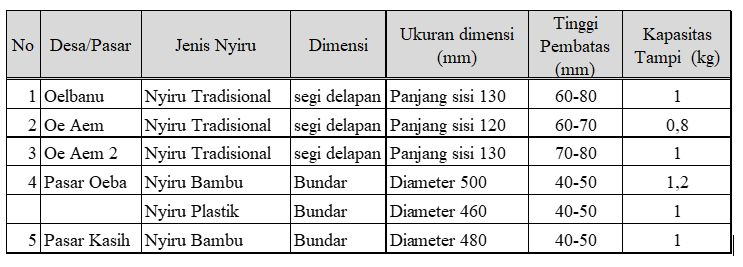 No Desa/Pasar Jenis Nyiru Dimensi Ukuran dimensi (mm) Tinggi Pembatas (mm) Kapasitas Tampi (kg)
1 Oelbanu Nyiru Tradisional segi delapan Panjang sisi 130 60-80 1
2 Oe Aem Nyiru Tradisional segi delapan Panjang sisi 120 60-70 0,8
3 Oe Aem 2 Nyiru Tradisional segi delapan Panjang sisi 130 70-80 1
4 Pasar Oeba Nyiru Bambu Bundar Diameter 500 40-50 1,2
Nyiru Plastik Bundar Diameter 460 40-50 1
5 Pasar Kasih Nyiru Bambu Bundar Diameter 480 40-50 1